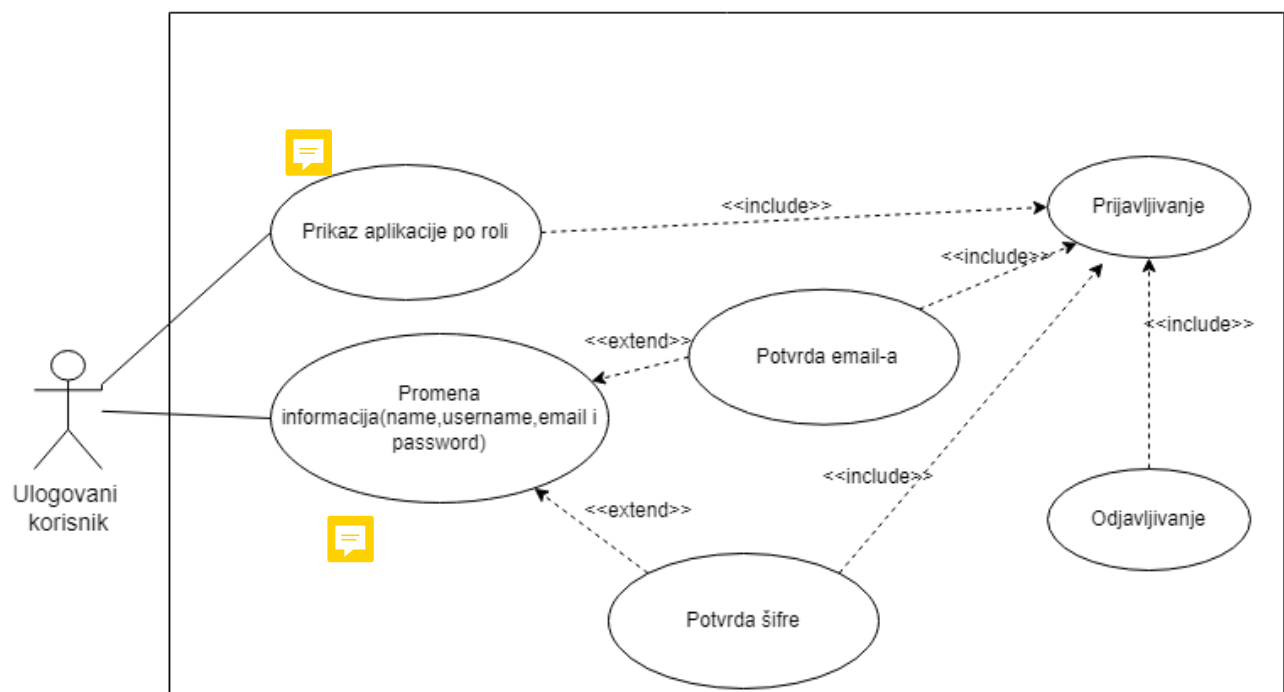 <<include>>
Prijavljivanje
Prikaz aplikacije po roli
<<include>>
<<extend>>
Potvrda email-a
<<include>>
Promena
informacija(name,username,email i
password)
<<include>>
Ulogovani
korisnik
<<extend>>
Odjavljivanje
Potvrda šifre